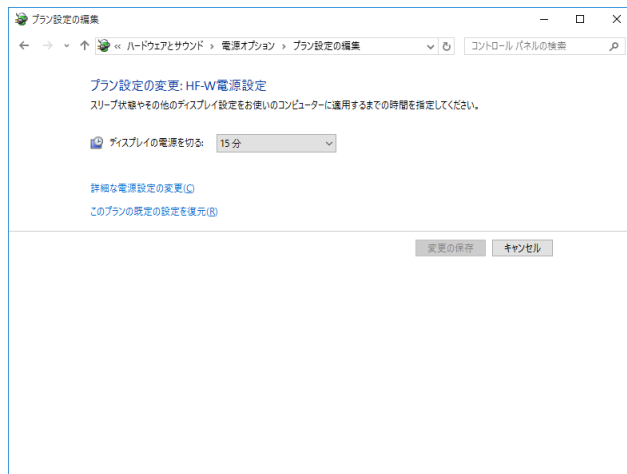 プラン設定の編集
« ハードウェアとサウンド › 電源オプション › プラン設定の編集
コントロール パネルの検索
プラン設定の変更: HF-W電源設定
スリープ状態やその他のディスプレイ設定をお使いのコンピューターに適用するまでの時間を指定してください。
ディスプレイの電源を切る: 15 分
詳細な電源設定の変更(C)
このプランの既定の設定を復元(R)
変更の保存 キャンセル